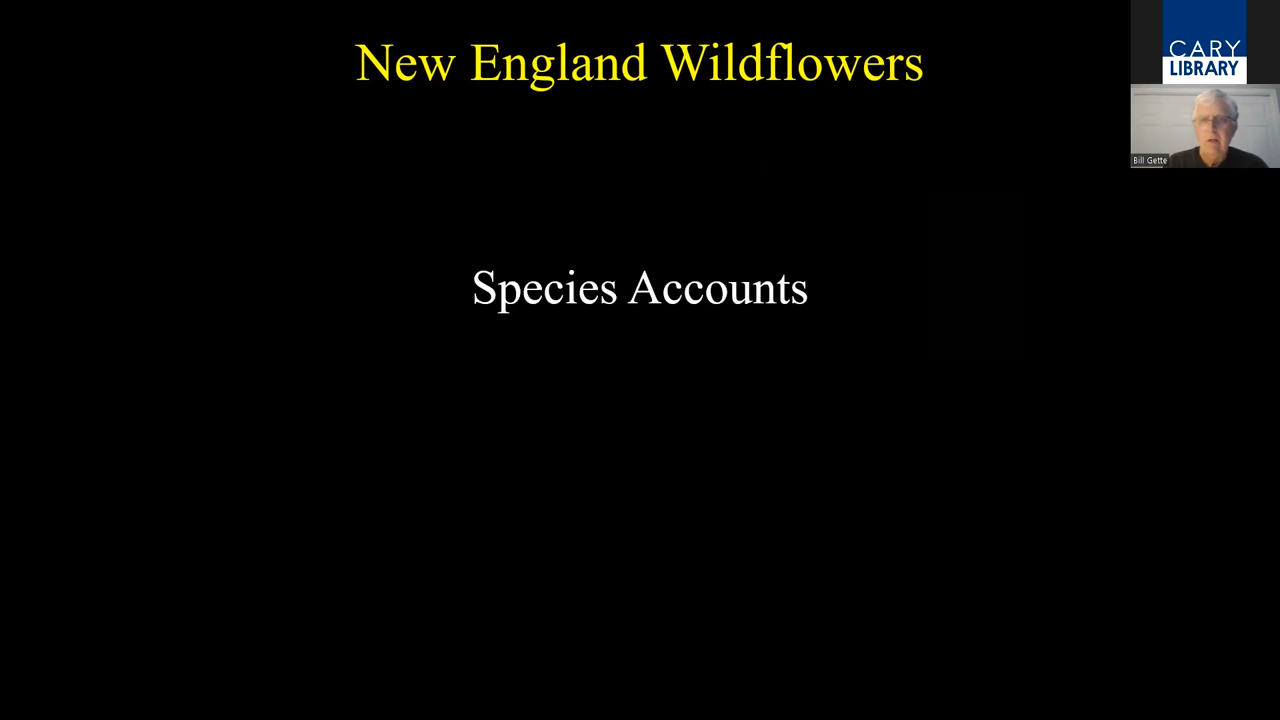 New England Wildflowers
CARY
LIBRARY
Bill Gette
Species Accounts